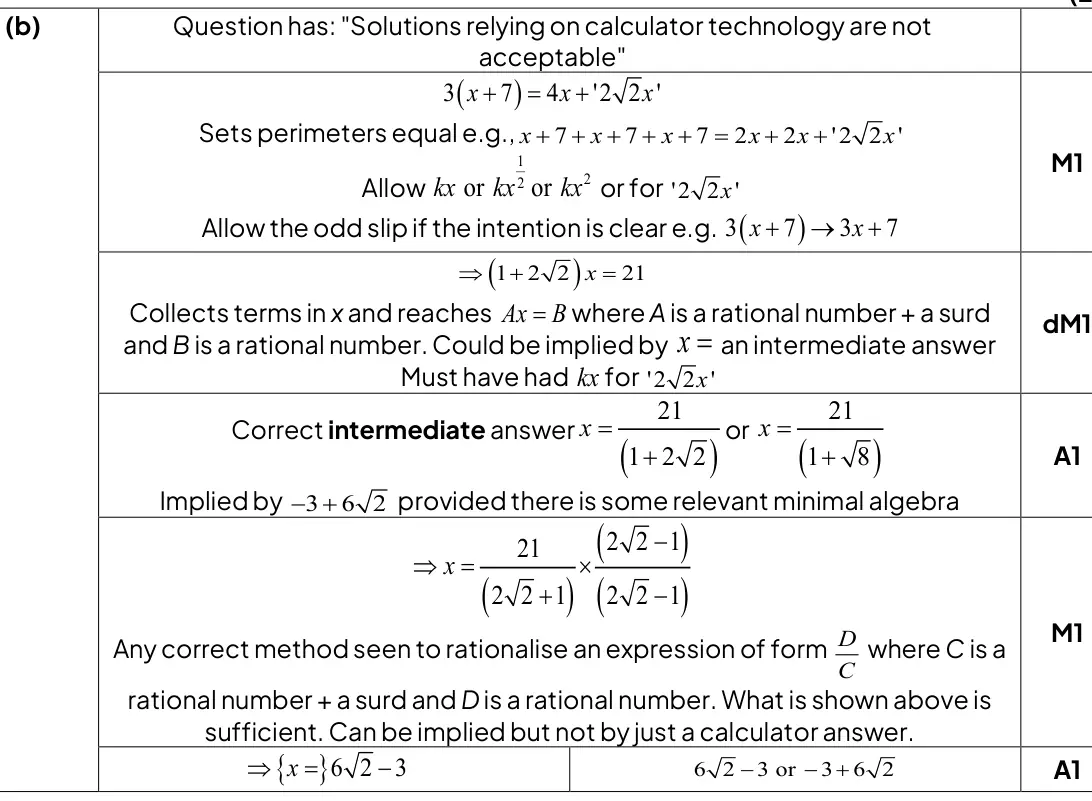 (b) Question has: "Solutions relying on calculator technology are not
acceptable"
3(x + 7) = 4x + '2√2x'
Sets perimeters equal e.g., x + 7 + x + 7 + x + 7 = 2x + 2x + '2√2x'
Allow kx or kx^(1/2) or kx² or for '2√2x'
Allow the odd slip if the intention is clear e.g. 3(x + 7) → 3x + 7
M1
⇒ (1 + 2√2)x = 21
Collects terms in x and reaches Ax = B where A is a rational number + a surd
and B is a rational number. Could be implied by x = an intermediate answer
Must have had kx for '2√2x'
dM1
Correct intermediate answer x = 21/(1 + 2√2) or x = 21/(1 + √8)
Implied by −3 + 6√2 provided there is some relevant minimal algebra
A1
⇒ x = 21/(2√2 + 1) × (2√2 − 1)/(2√2 − 1)
Any correct method seen to rationalise an expression of form D/C where C is a
rational number + a surd and D is a rational number. What is shown above is
sufficient. Can be implied but not by just a calculator answer.
M1
⇒ {x =} 6√2 − 3
6√2 − 3 or −3 + 6√2
A1